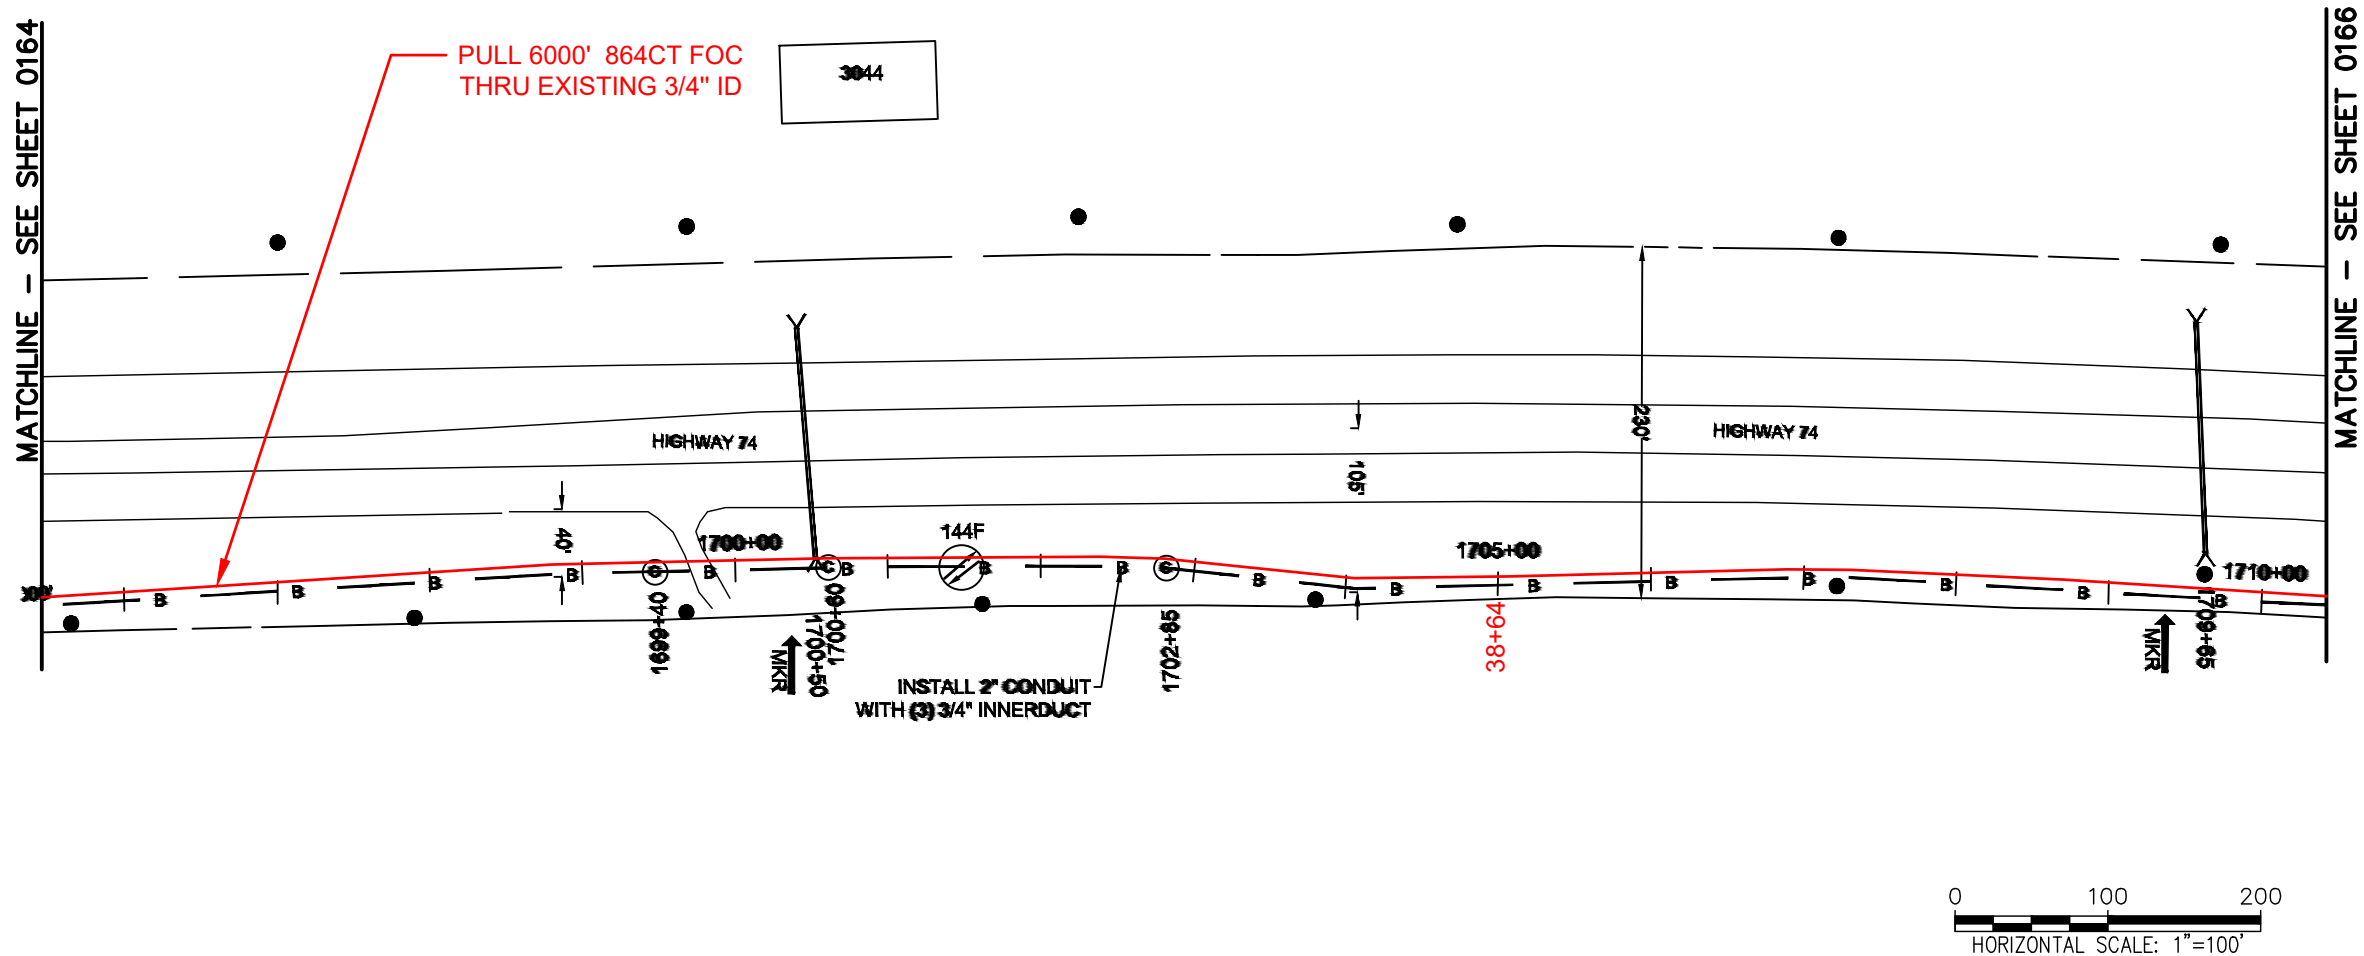 MATCHLINE - SEE SHEET 0164
PULL 6000' 864CT FOC
THRU EXISTING 3/4" ID
3044
MATCHLINE - SEE SHEET 0166
HIGHWAY 74
HIGHWAY 74
230'
105'
40'
144F
1700+00
1705+00
1710+00
B
B
B
B
C
B
C
B
B
B
C
B
B
B
B
B
B
B
B
1699+40
1700+50
1701+60
1702+85
38+64
1709+65
MKR
MKR
INSTALL 2" CONDUIT
WITH (3) 3/4" INNERDUCT
0 100 200
HORIZONTAL SCALE: 1"=100'